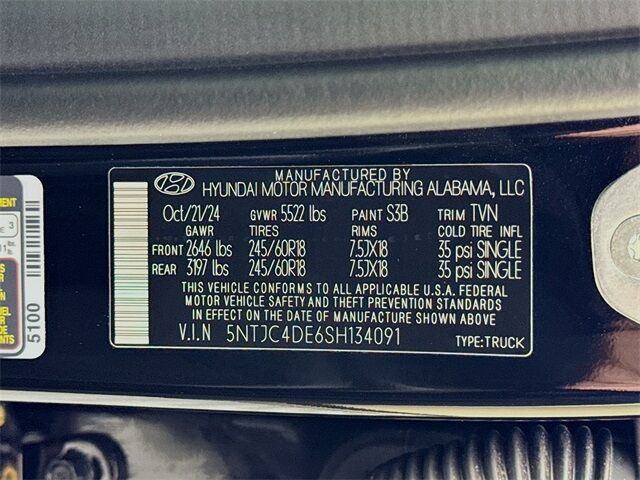 MANUFACTURED BY
HYUNDAI MOTOR MANUFACTURING ALABAMA, LLC
Oct/21/24 GVWR 5522 lbs PAINT S3B TRIM TVN
GAWR TIRES RIMS COLD TIRE INFL
FRONT 2646 lbs 245/60R18 7.5JX18 35 psi SINGLE
REAR 3197 lbs 245/60R18 7.5JX18 35 psi SINGLE
THIS VEHICLE CONFORMS TO ALL APPLICABLE U.S.A. FEDERAL
MOTOR VEHICLE SAFETY AND THEFT PREVENTION STANDARDS
IN EFFECT ON THE DATE OF MANUFACTURE SHOWN ABOVE
V.I.N 5NTJC4DE6SH134091 TYPE:TRUCK
5100